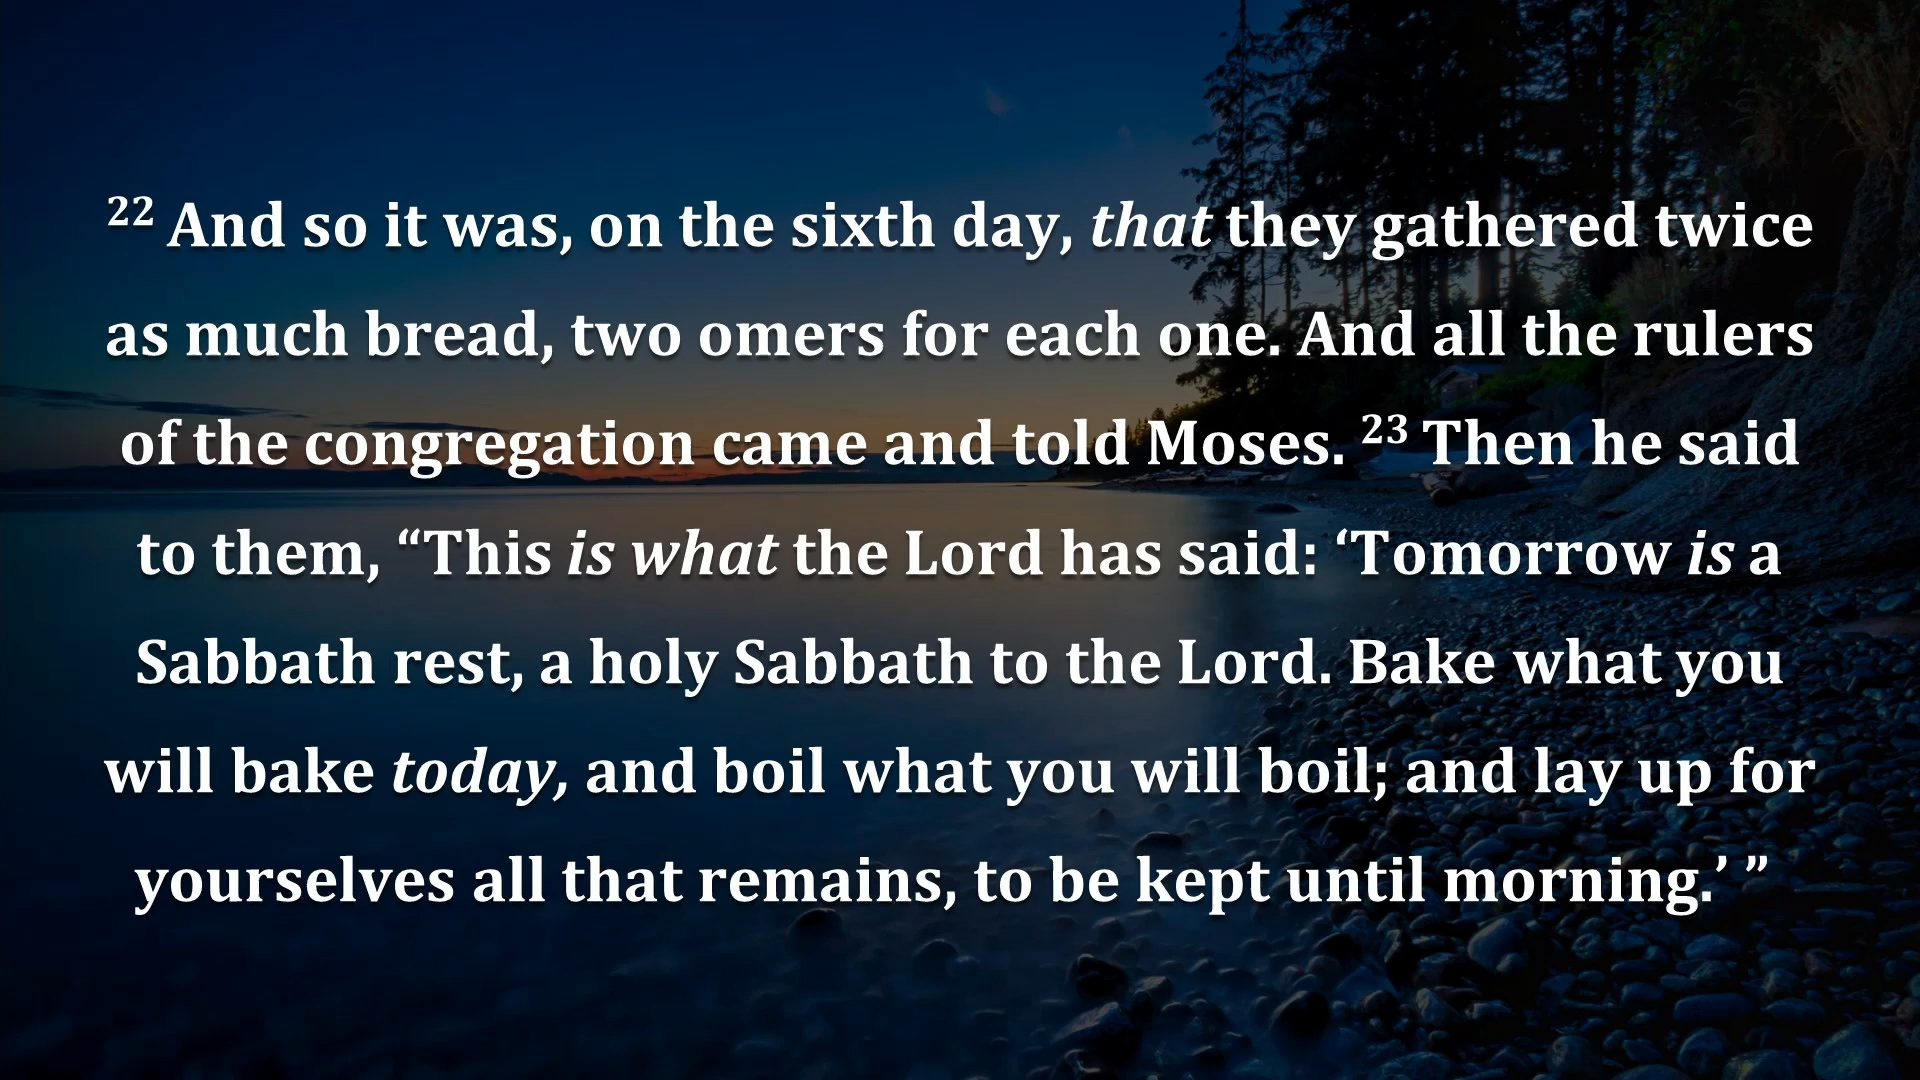 22 And so it was, on the sixth day, that they gathered twice
as much bread, two omers for each one. And all the rulers
of the congregation came and told Moses. 23 Then he said
to them, “This is what the Lord has said: ‘Tomorrow is a
Sabbath rest, a holy Sabbath to the Lord. Bake what you
will bake today, and boil what you will boil; and lay up for
yourselves all that remains, to be kept until morning.’ ”